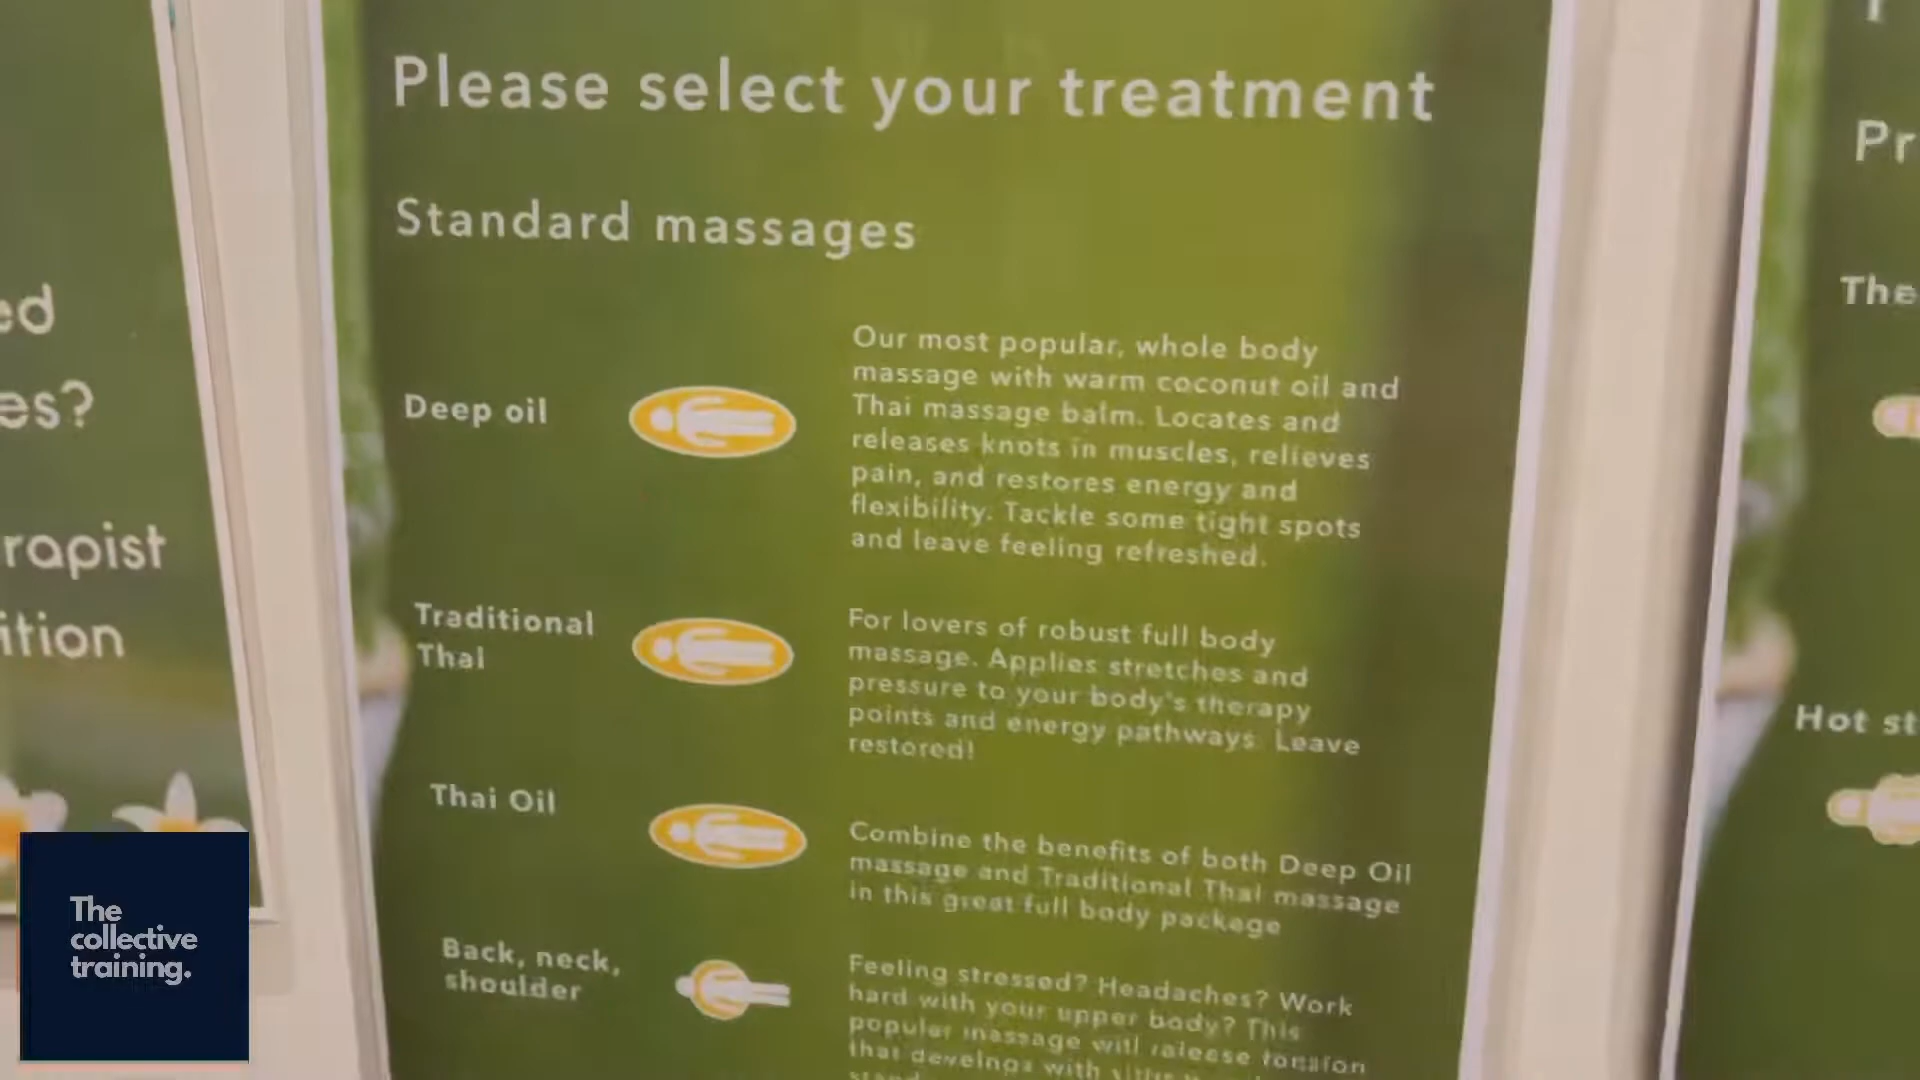 Please select your treatment
Standard massages
Deep oil
Our most popular, whole body
massage with warm coconut oil and
Thai massage balm. Locates and
releases knots in muscles, relieves
pain, and restores energy and
flexibility. Tackle some tight spots
and leave feeling refreshed.
Traditional
Thai
For lovers of robust full body
massage. Applies stretches and
pressure to your body's therapy
points and energy pathways. Leave
restored!
Thai Oil
Combine the benefits of both Deep Oil
massage and Traditional Thai massage
in this great full body package
Back, neck,
shoulder
Feeling stressed? Headaches? Work
hard with your upper body? This
popular massage will release tension
that develops with
ed
es?
rapist
ition
Pr
The
Hot st
The
collective
training.